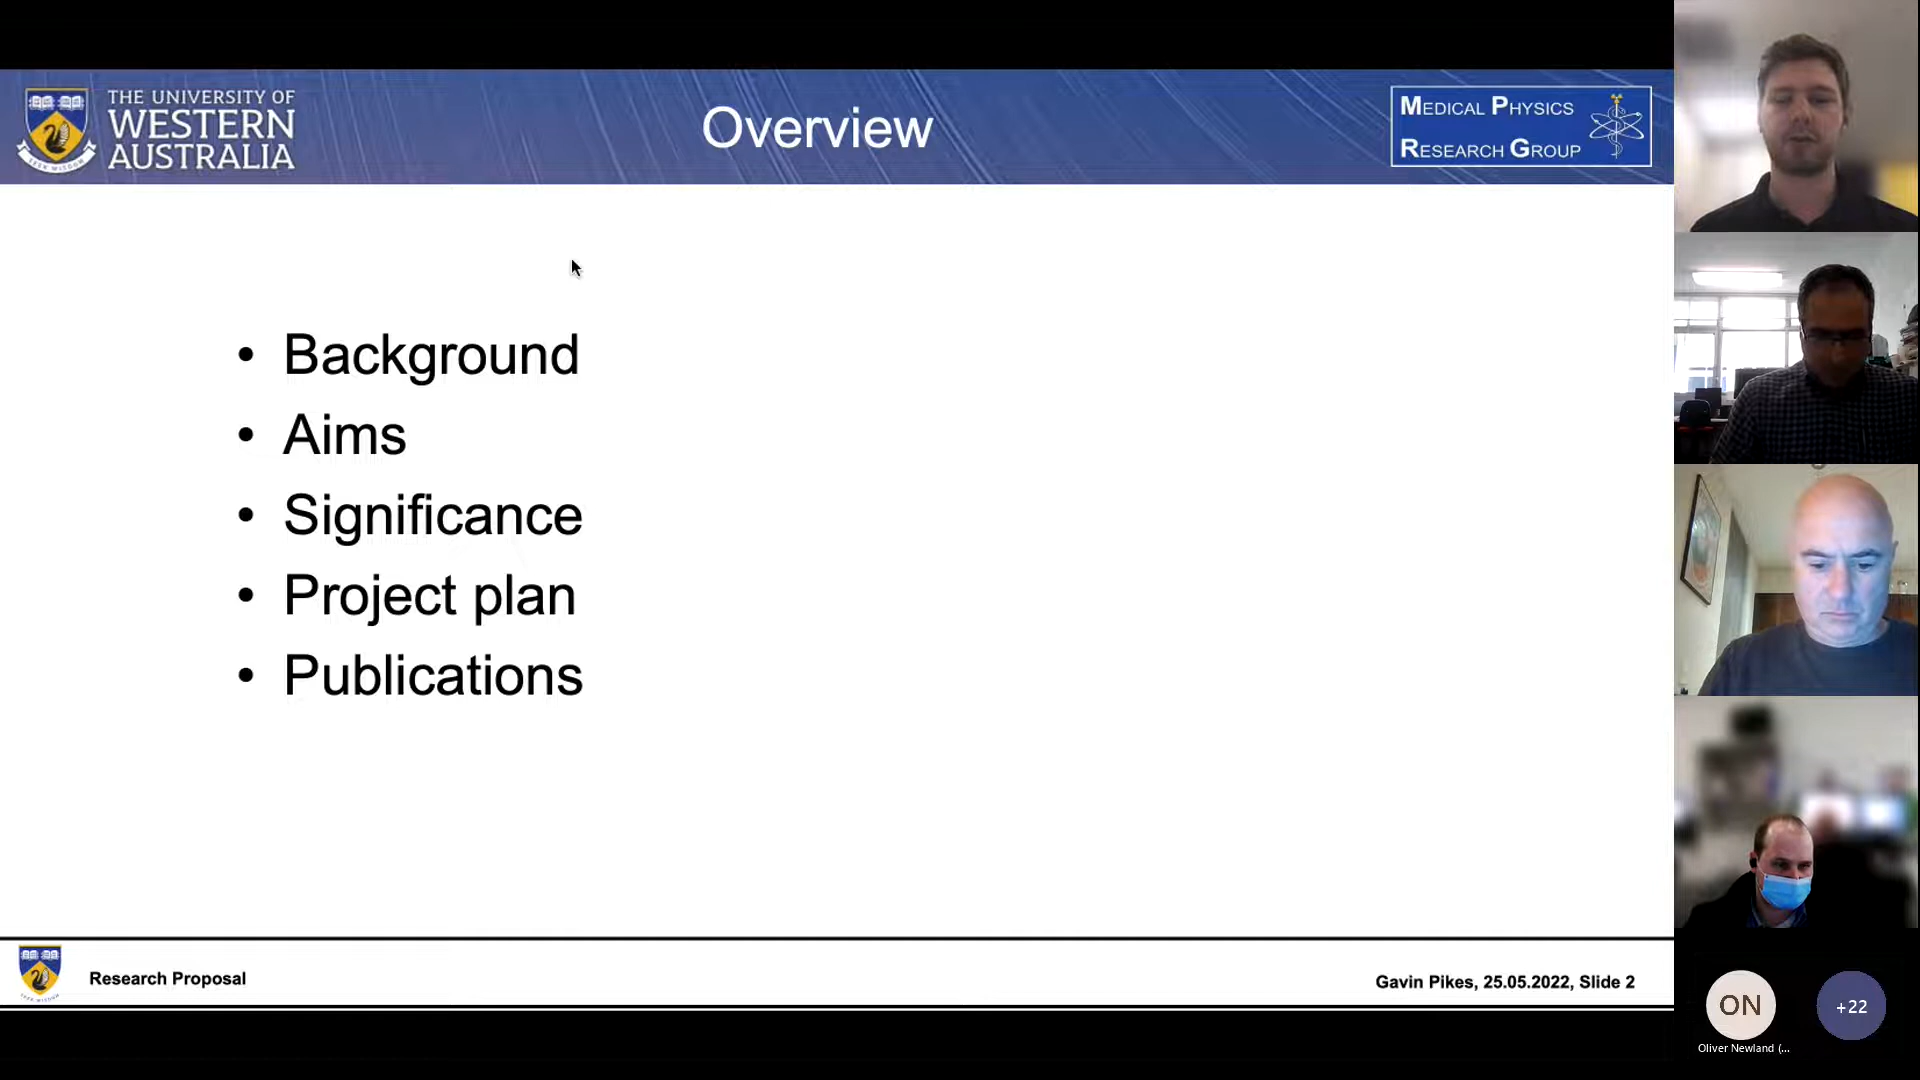 THE UNIVERSITY OF
WESTERN
AUSTRALIA
Overview
MEDICAL PHYSICS
RESEARCH GROUP
• Background
• Aims
• Significance
• Project plan
• Publications
Research Proposal
Gavin Pikes, 25.05.2022, Slide 2
ON
+22
Oliver Newland (...